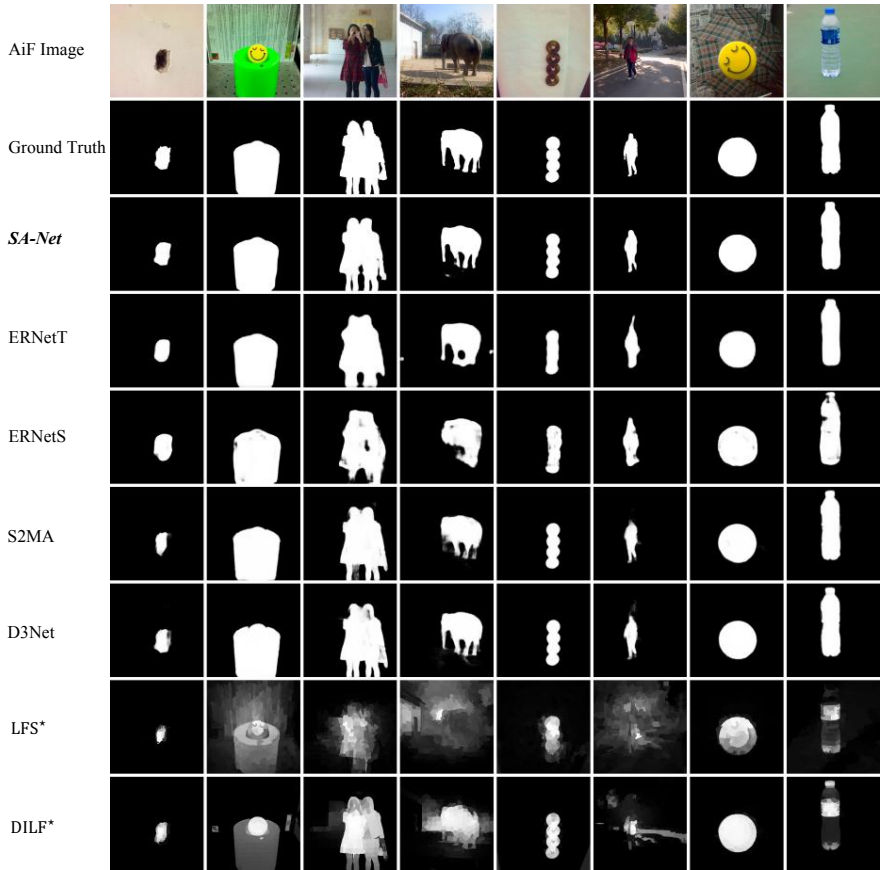 AiF Image
Ground Truth
SA-Net
ERNetT
ERNetS
S2MA
D3Net
LFS★
DILF★